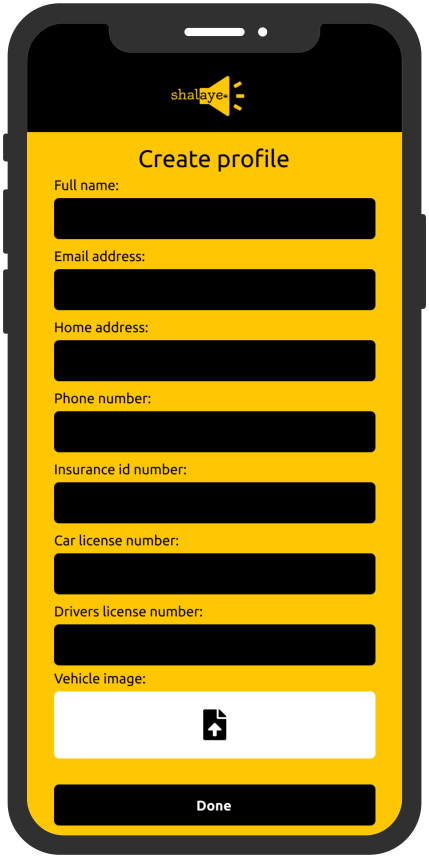 shalaye
Create profile
Full name:
Email address:
Home address:
Phone number:
Insurance id number:
Car license number:
Drivers license number:
Vehicle image:
Done